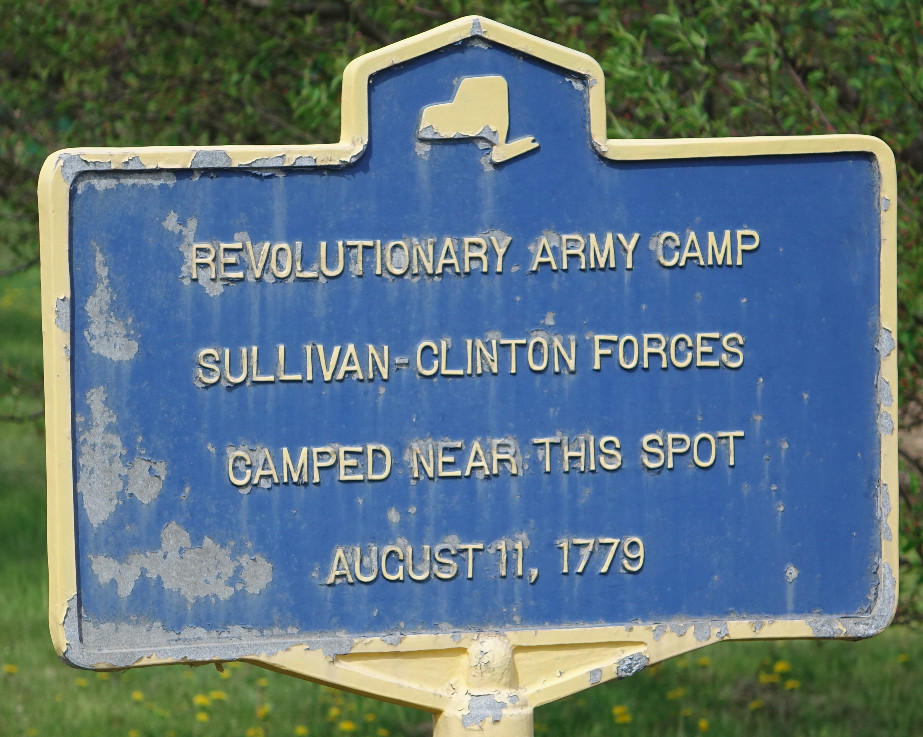 REVOLUTIONARY ARMY CAMP
SULLIVAN-CLINTON FORCES
CAMPED NEAR THIS SPOT
AUGUST 11, 1779